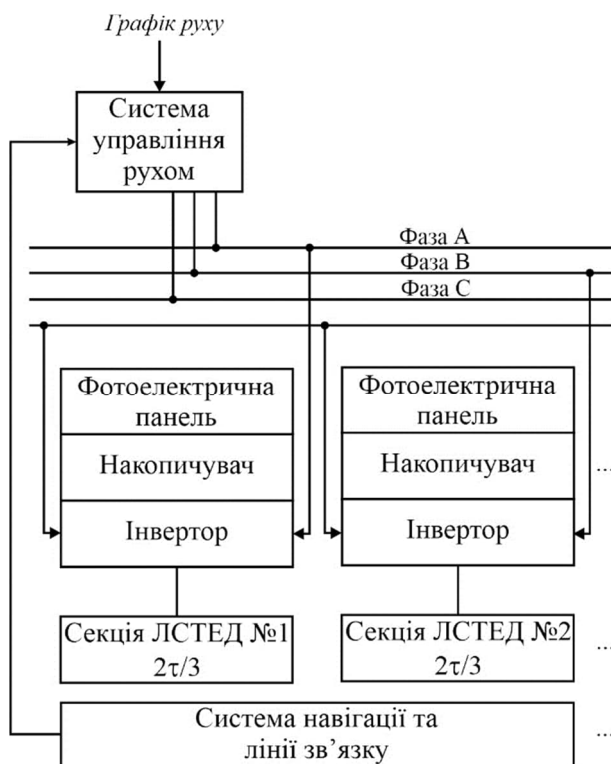 Графік руху
Система
управління
рухом
Фаза A
Фаза B
Фаза C
Фотоелектрична
панель
Накопичувач
Інвертор
Секція ЛСТЕД №1
2τ/3
Фотоелектрична
панель
Накопичувач
...
Інвертор
Секція ЛСТЕД №2
2τ/3
...
Система навігації та
лінії зв’язку
...